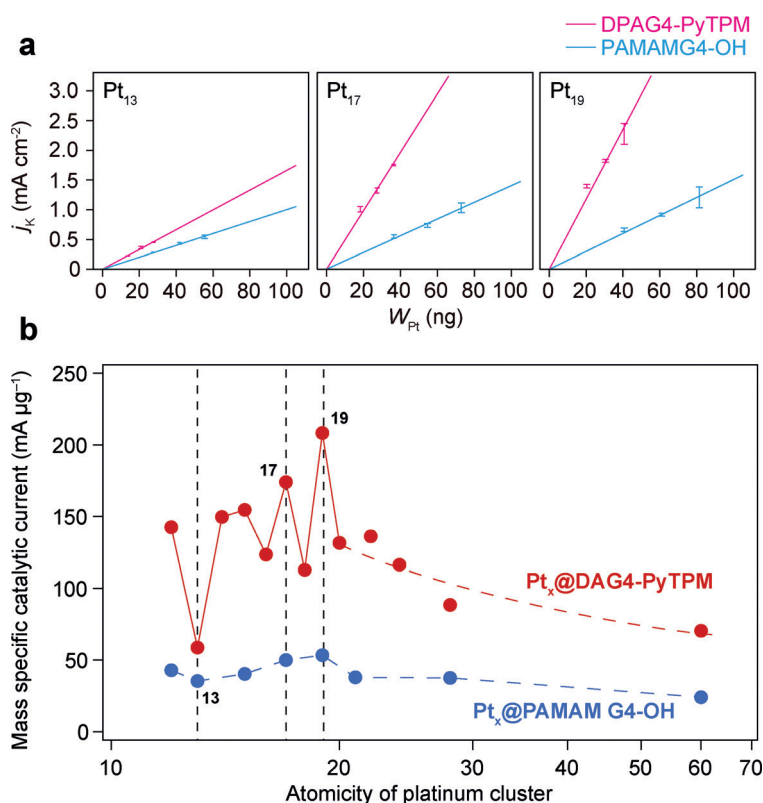 a
DPAG4-PyTPM
PAMAMG4-OH
Pt₁₃
Pt₁₇
Pt₁₉
3.0
2.5
2.0
1.5
1.0
0.5
0
j_K (mA cm⁻²)
0 20 40 60 80 100
0 20 40 60 80 100
0 20 40 60 80 100
W_Pt (ng)
b
250
200
150
100
50
0
Mass specific catalytic current (mA μg⁻¹)
19
17
13
Ptₓ@DAG4-PyTPM
Ptₓ@PAMAM G4-OH
10 20 30 40 50 60 70
Atomicity of platinum cluster